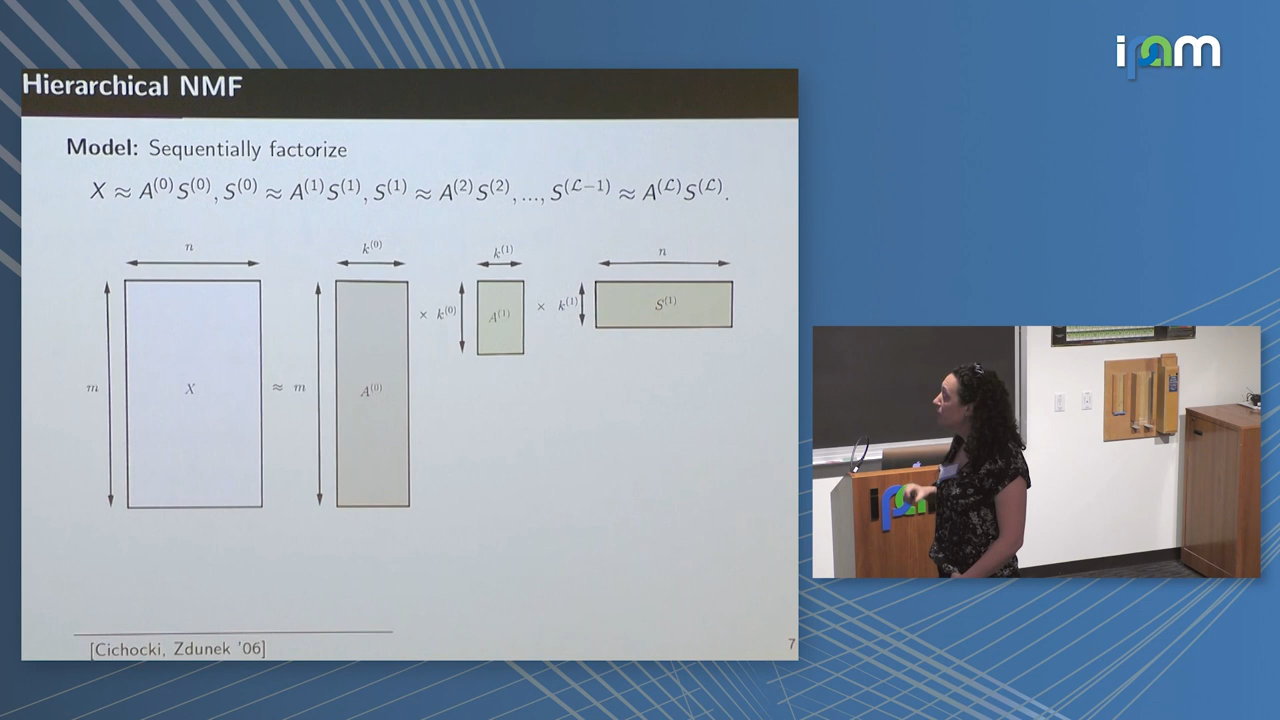 ipam
Hierarchical NMF
Model: Sequentially factorize
X ≈ A^(0)S^(0), S^(0) ≈ A^(1)S^(1), S^(1) ≈ A^(2)S^(2), ..., S^(ℒ−1) ≈ A^(ℒ)S^(ℒ).
n k^(0) k^(1) n
m X ≈ m A^(0) × k^(0) A^(1) × k^(1) S^(1)
[Cichocki, Zdunek '06]
7
ipam